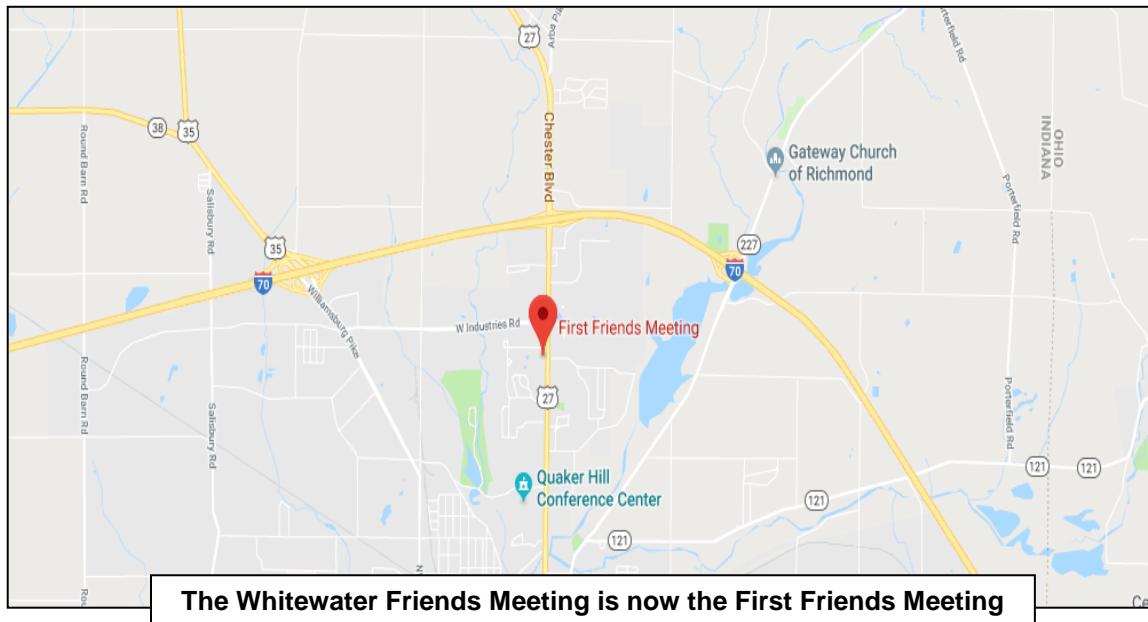 27
Arba Pike
Porterfield Rd
38
35
Round Barn Rd
Salisbury Rd
Chester Blvd
OHIO
INDIANA
Gateway Church
of Richmond
Porterfield Rd
35
227
70
70
Williamsburg Pike
W Industries Rd
First Friends Meeting
Round Barn Rd
Salisbury Rd
27
Porterfield Rd
121
121
Quaker Hill
Conference Center
121
121
The Whitewater Friends Meeting is now the First Friends Meeting